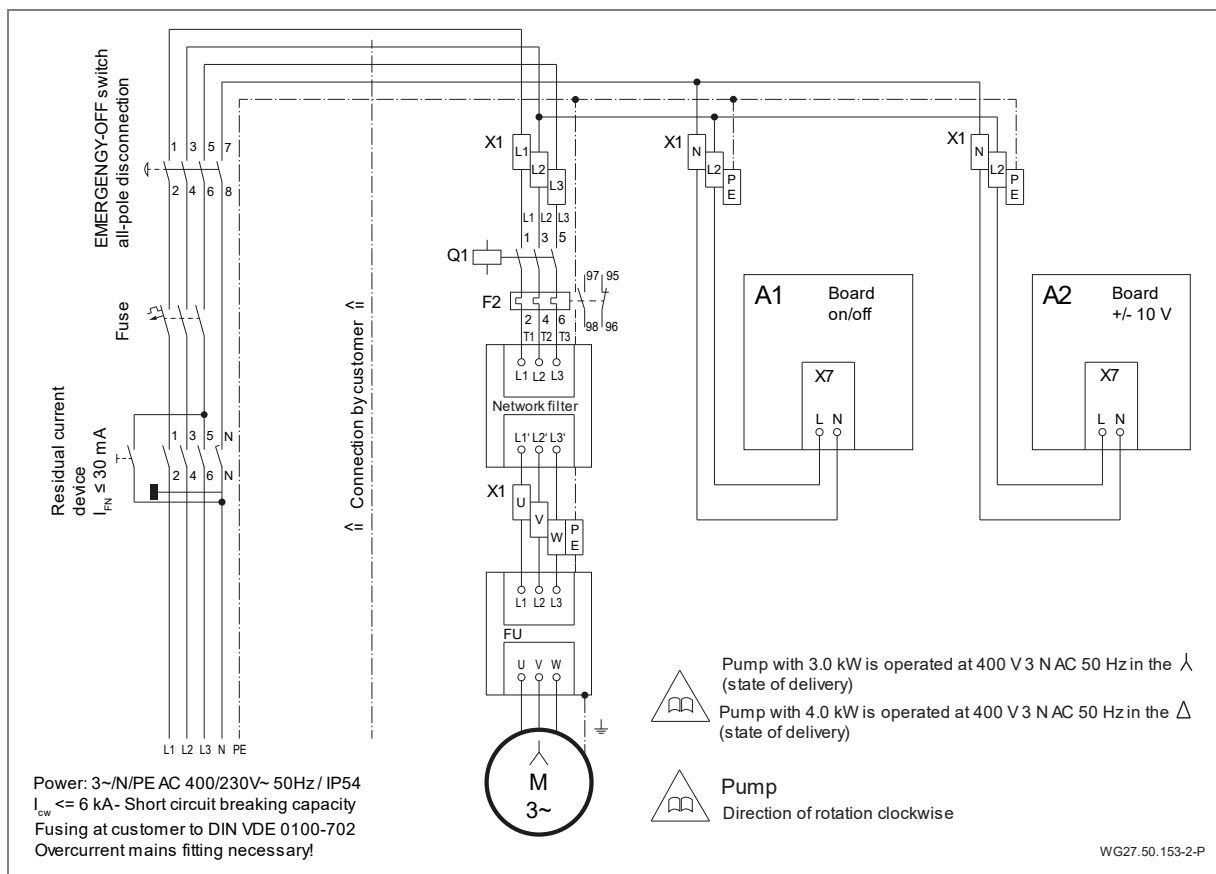 EMERGENGY-OFF switch
all-pole disconnection
1 3 5 7
2 4 6 8
Fuse
Residual current
device
I_FN ≤ 30 mA
1 3 5 N
2 4 6 N
L1 L2 L3 N PE
<= Connection by customer <=
X1
L1
L2
L3
L1 L2 L3
1 3 5
Q1
97 95
F2
98 96
2 4 6
T1 T2 T3
L1 L2 L3
Network filter
L1' L2' L3'
X1
U
V
W
PE
L1 L2 L3
FU
U V W
M
3~
X1
N
L2
PE
A1
Board
on/off
X7
L N
X1
N
L2
PE
A2
Board
+/- 10 V
X7
L N
Pump with 3.0 kW is operated at 400 V 3 N AC 50 Hz in the
(state of delivery)
Pump with 4.0 kW is operated at 400 V 3 N AC 50 Hz in the Δ
(state of delivery)
Pump
Direction of rotation clockwise
Power: 3~/N/PE AC 400/230V~ 50Hz / IP54
I_cw <= 6 kA- Short circuit breaking capacity
Fusing at customer to DIN VDE 0100-702
Overcurrent mains fitting necessary!
WG27.50.153-2-P